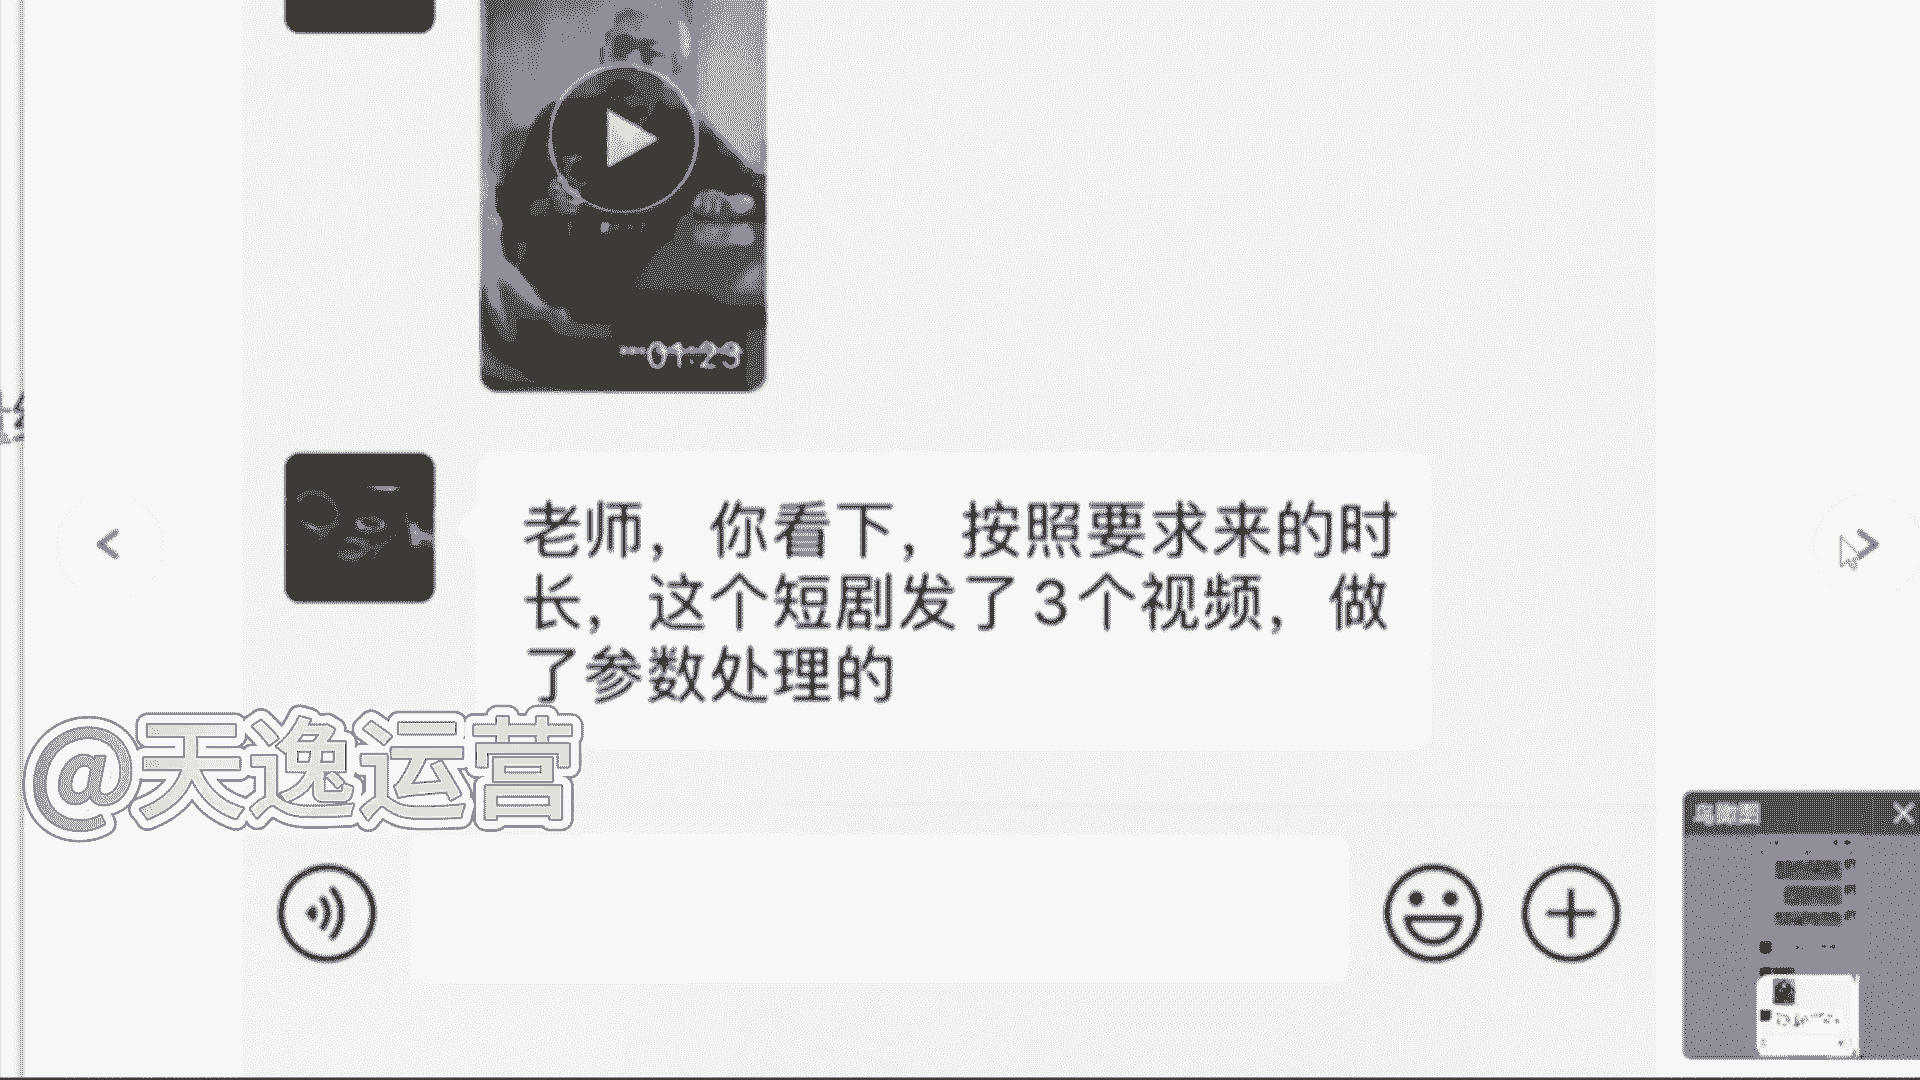 01:23
老师，你看下，按照要求来的时
长，这个短剧发了3个视频，做
了参数处理的
@天逸运营
鸟瞰图